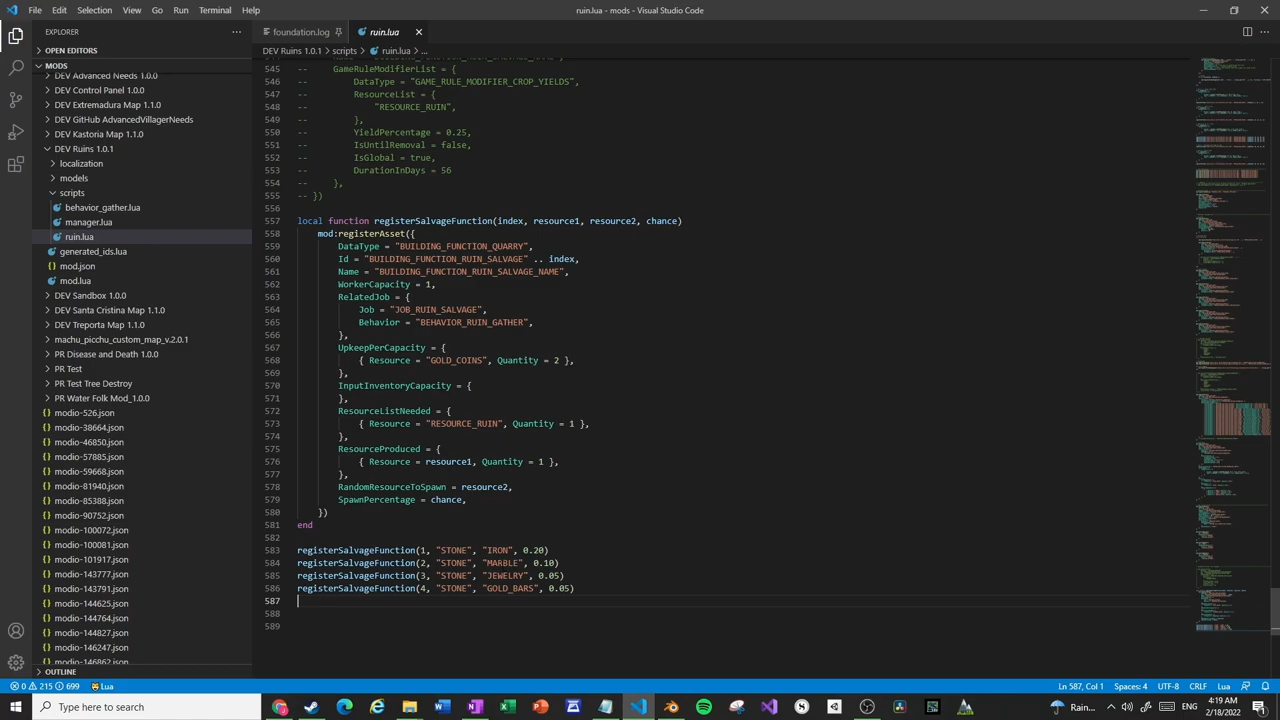 File Edit Selection View Go Run Terminal Help
ruin.lua - mods - Visual Studio Code
EXPLORER
OPEN EDITORS
MODS
DEV Advanced Needs 1.0.0
DEV Control Panel 1.0.0
DEV Extremadura Map 1.1.0
DEV GitHub AdvancedVillagerNeeds
DEV Kastoria Map 1.1.0
DEV Ruins 1.0.1
localization
models
scripts
behavior_gather.lua
manager.lua
ruin.lua
generated_ids.lua
mod.json
mod.lua
DEV Sandbox 1.0.0
DEV Santa Cristina Map 1.1.0
DEV Treporta Map 1.1.0
machu_picchu_custom_map_v.2.0.1
PR Disease and Death 1.0.0
PR Test
PR Test Tree Destroy
PR Water Folk Mod_1.0.0
modio-526.json
modio-38664.json
modio-46850.json
modio-57885.json
modio-59668.json
modio-81940.json
modio-85388.json
modio-90752.json
modio-100072.json
modio-100081.json
modio-101917.json
modio-143777.json
modio-143791.json
modio-144625.json
modio-144764.json
modio-144827.json
modio-146247.json
modio-146862.json
OUTLINE
foundation.log
ruin.lua
DEV Ruins 1.0.1 > scripts > ruin.lua > ...
545 -- GameRuleModifierList = {
546 -- DataType = "GAME_RULE_MODIFIER_CROP_YIELDS",
547 -- ResourceList = {
548 -- "RESOURCE_RUIN",
549 -- },
550 -- YieldPercentage = 0.25,
551 -- IsUntilRemoval = false,
552 -- IsGlobal = true,
553 -- DurationInDays = 50
554 -- },
555 -- })
556
557 local function registerSalvageFunction(index, resource1, resource2, chance)
558 mod:registerAsset({
559 DataType = "BUILDING_FUNCTION_QUARRY",
560 Id = "BUILDING_FUNCTION_RUIN_SALVAGE" .. index,
561 Name = "BUILDING_FUNCTION_RUIN_SALVAGE_NAME",
562 WorkerCapacity = 1,
563 RelatedJob = {
564 Job = "JOB_RUIN_SALVAGE",
565 Behavior = "BEHAVIOR_RUIN_GATHER",
566 },
567 UpkeepPerCapacity = {
568 { Resource = "GOLD_COINS", Quantity = 2 },
569 },
570 InputInventoryCapacity = {
571 },
572 ResourceListNeeded = {
573 { Resource = "RESOURCE_RUIN", Quantity = 1 },
574 },
575 ResourceProduced = {
576 { Resource = resource1, Quantity = 1 },
577 },
578 RandomResourceToSpawn = resource2,
579 SpawnPercentage = chance,
580 })
581 end
582
583 registerSalvageFunction(1, "STONE", "IRON", 0.20)
584 registerSalvageFunction(2, "STONE", "MARBLE", 0.10)
585 registerSalvageFunction(3, "STONE", "JEWELRY", 0.05)
586 registerSalvageFunction(4, "STONE", "GOLD_BARS", 0.05)
587
588
589
0 215 699 Lua
Ln 587, Col 1 Spaces: 4 UTF-8 CRLF Lua
Type here to search
Rain...
4:19 AM
2/18/2022